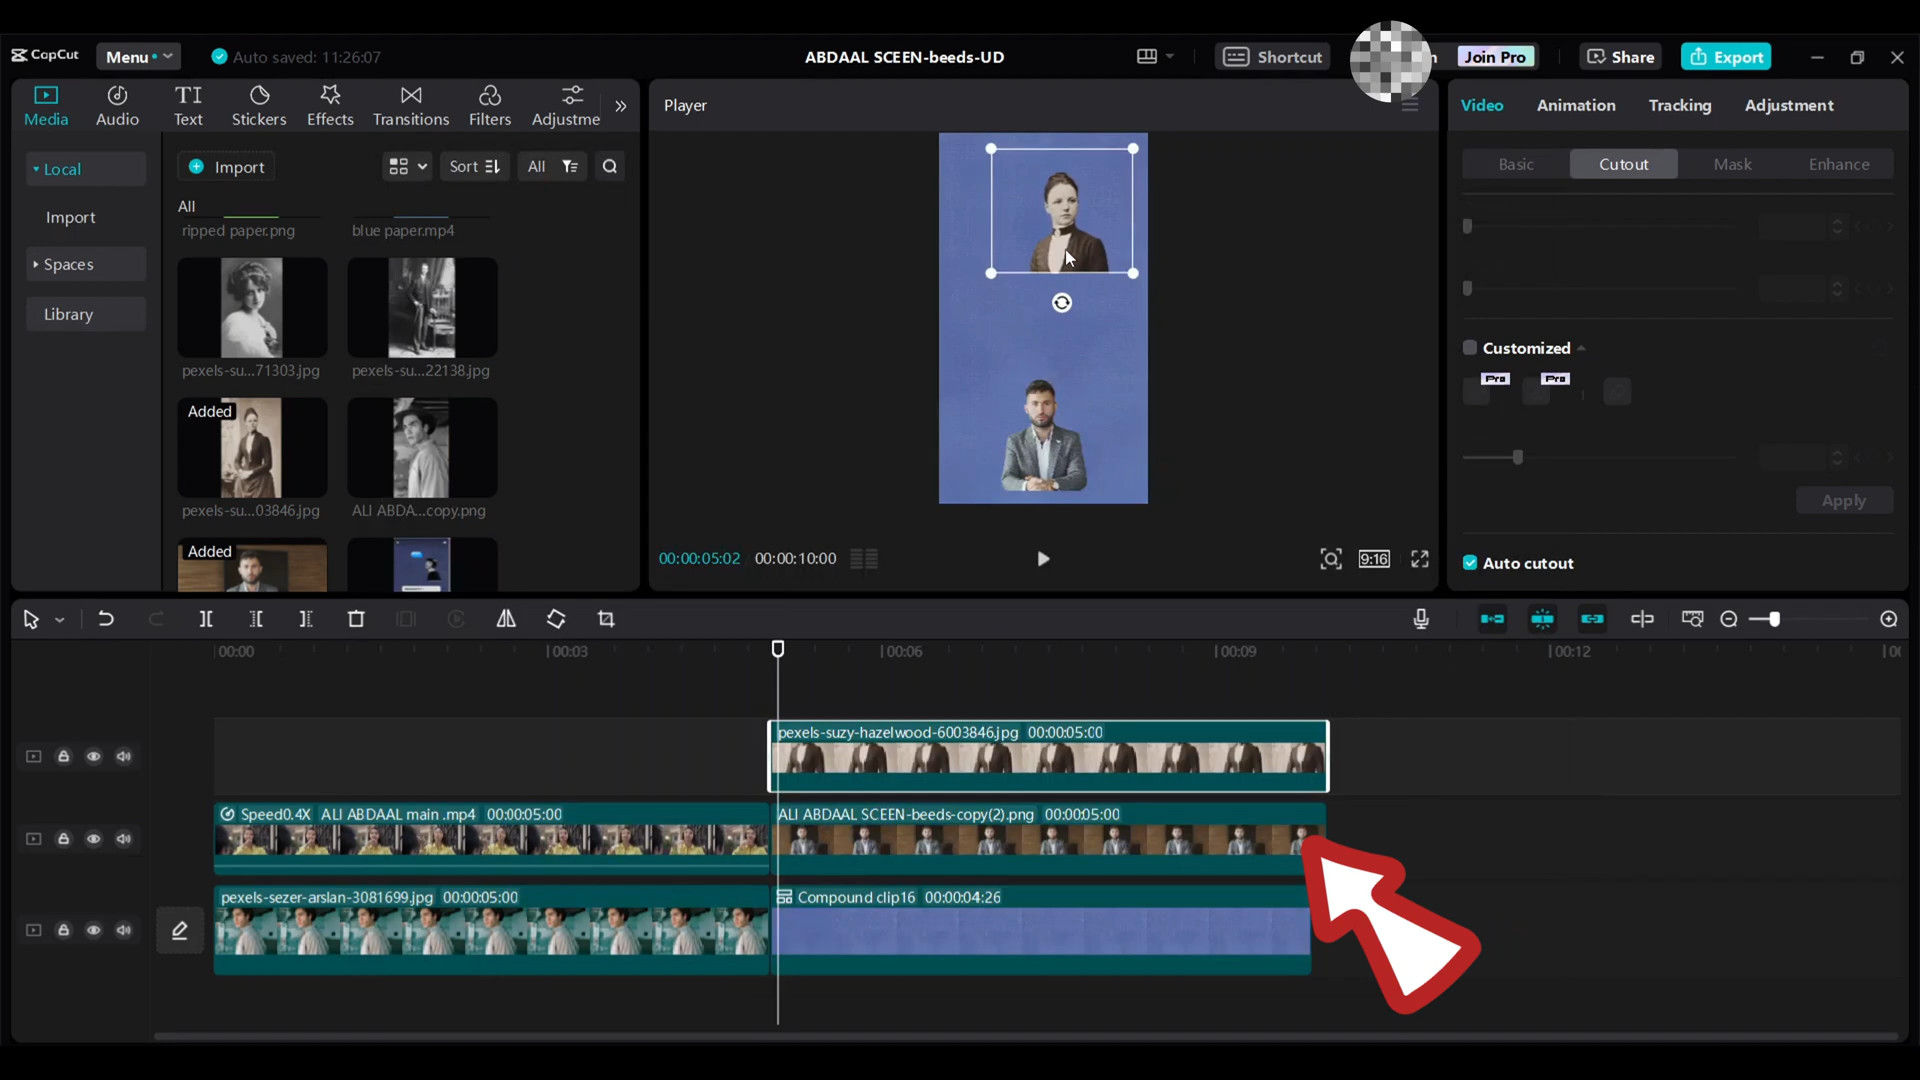 CapCut
Menu
Auto saved: 11:26:07
ABDAAL SCEEN-beeds-UD
Shortcut
Join Pro
Share
Export
Media
Audio
Text
Stickers
Effects
Transitions
Filters
Adjustme
Player
Video
Animation
Tracking
Adjustment
Local
Import
Sort
All
Basic
Cutout
Mask
Enhance
Import
All
ripped paper.png
blue paper.mp4
Spaces
Library
pexels-su...71303.jpg
pexels-su...22138.jpg
Customized
Pro
Pro
Added
pexels-su...03846.jpg
ALI ABDA...copy.png
Apply
Added
00:00:05:02
00:00:10:00
9:16
Auto cutout
00:00
00:03
00:06
00:09
00:12
pexels-suzy-hazelwood-6003846.jpg 00:00:05:00
Speed0.4X ALI ABDAAL main .mp4 00:00:05:00
ALI ABDAAL SCEEN-beeds-copy(2).png 00:00:05:00
pexels-sezer-arslan-3081699.jpg 00:00:05:00
Compound clip16 00:00:04:26